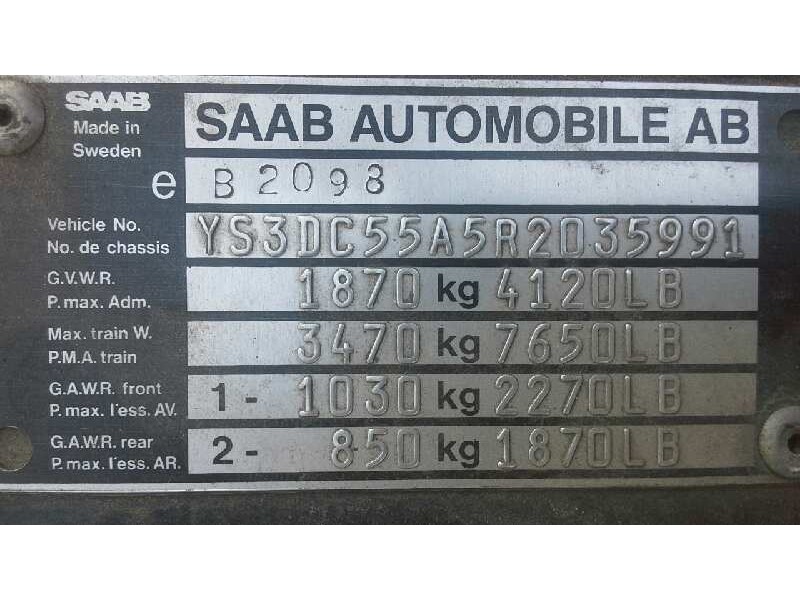 SAAB
Made in
Sweden
SAAB AUTOMOBILE AB
e B 2098
Vehicle No.
No. de chassis
YS3DC55A5R2035991
G.V.W.R.
P. max. Adm.
1870 kg 4120LB
Max. train W.
P.M.A. train
3470 kg 7650LB
G.A.W.R. front
P. max. l'ess. AV.
1- 1030 kg 2270LB
G.A.W.R. rear
P. max. l'ess. AR.
2- 850 kg 1870LB